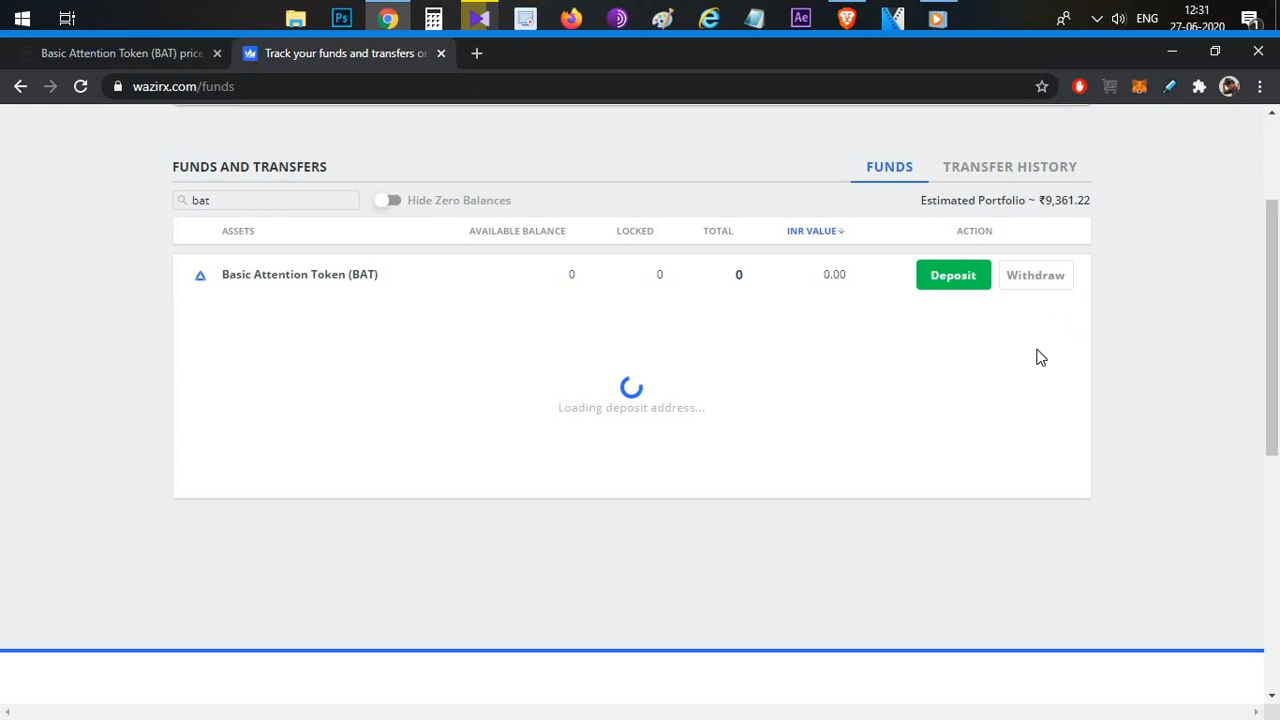 Ps
Ae
ENG
12:31
27-06-2020
Basic Attention Token (BAT) price
Track your funds and transfers o
wazirx.com/funds
FUNDS AND TRANSFERS
FUNDS
TRANSFER HISTORY
bat
Hide Zero Balances
Estimated Portfolio ~ ₹9,361.22
ASSETS
AVAILABLE BALANCE
LOCKED
TOTAL
INR VALUE↓
ACTION
Basic Attention Token (BAT)
0
0
0
0.00
Deposit
Withdraw
Loading deposit address...